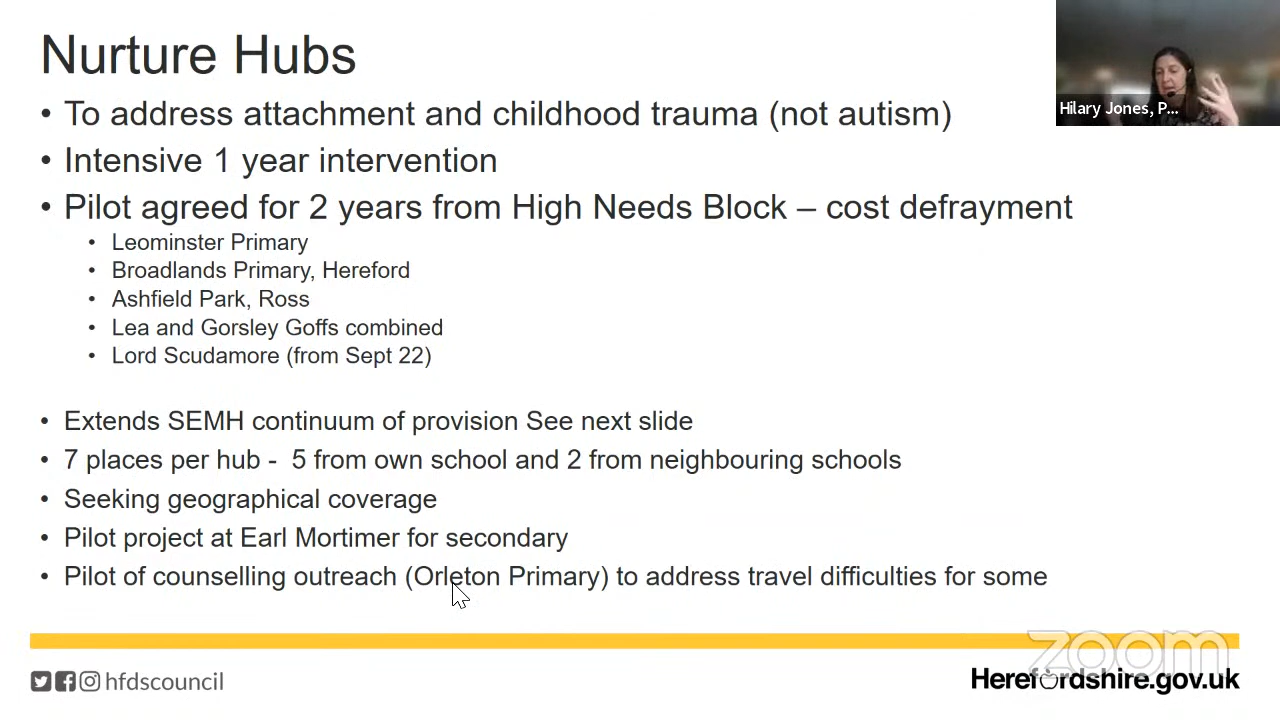 Nurture Hubs
• To address attachment and childhood trauma (not autism)
• Intensive 1 year intervention
• Pilot agreed for 2 years from High Needs Block – cost defrayment
• Leominster Primary
• Broadlands Primary, Hereford
• Ashfield Park, Ross
• Lea and Gorsley Goffs combined
• Lord Scudamore (from Sept 22)
• Extends SEMH continuum of provision See next slide
• 7 places per hub - 5 from own school and 2 from neighbouring schools
• Seeking geographical coverage
• Pilot project at Earl Mortimer for secondary
• Pilot of counselling outreach (Orleton Primary) to address travel difficulties for some
Hilary Jones, P...
zoom
hfdscouncil
Herefordshire.gov.uk